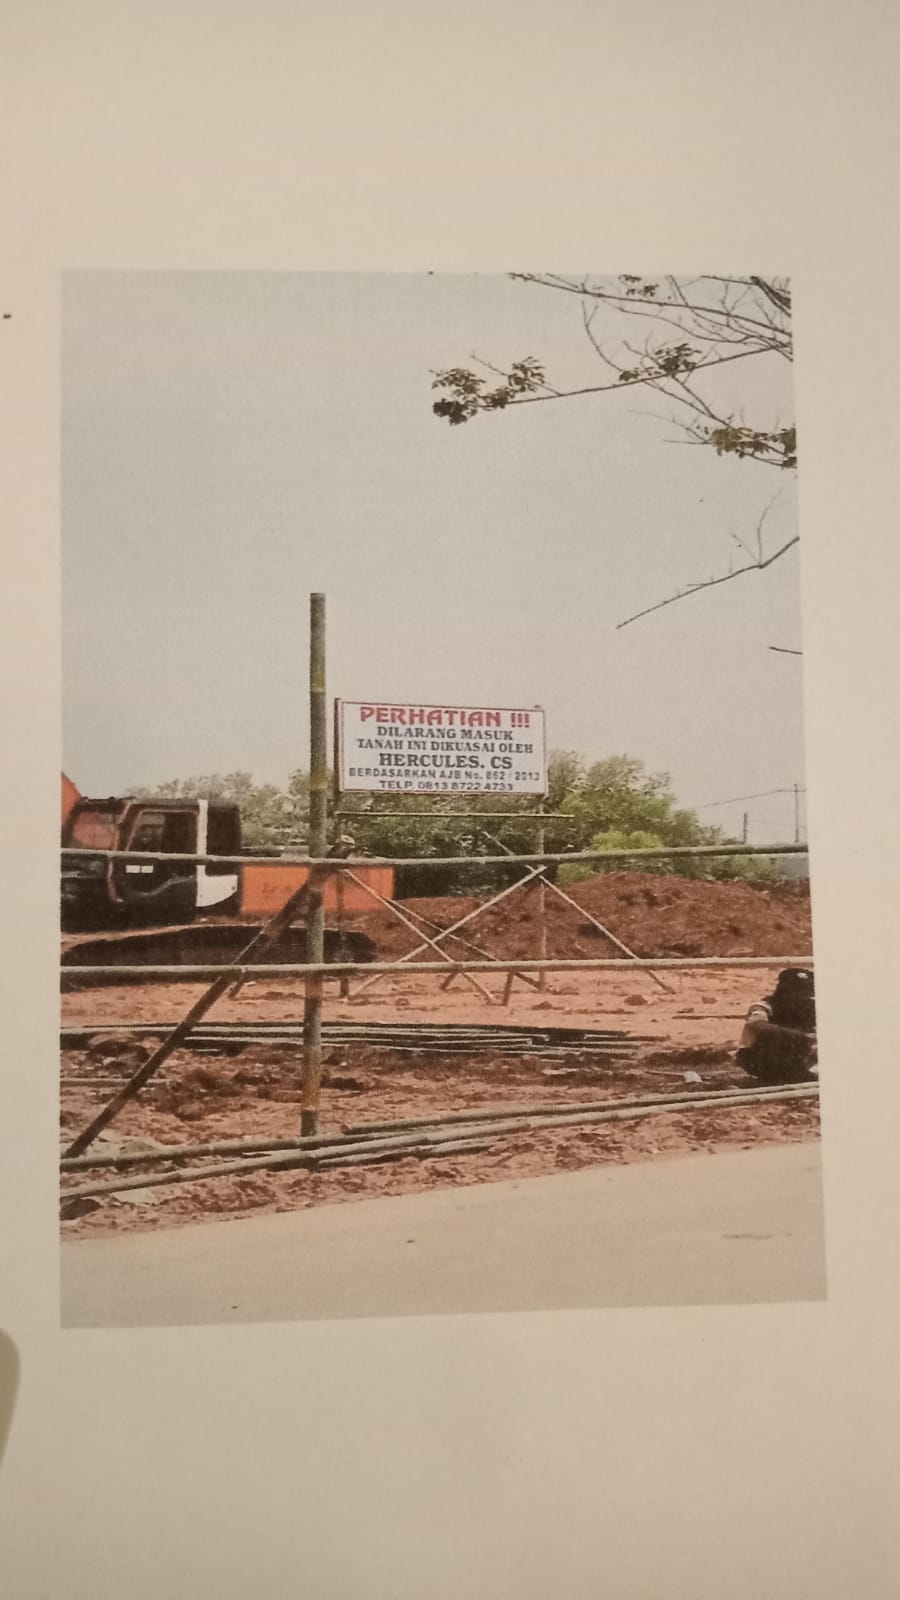 PERHATIAN !!!
DILARANG MASUK
TANAH INI DIKUASAI OLEH
HERCULES. CS
BERDASARKAN AJB No. 862 / 2013
TELP. 0813 8722 4733